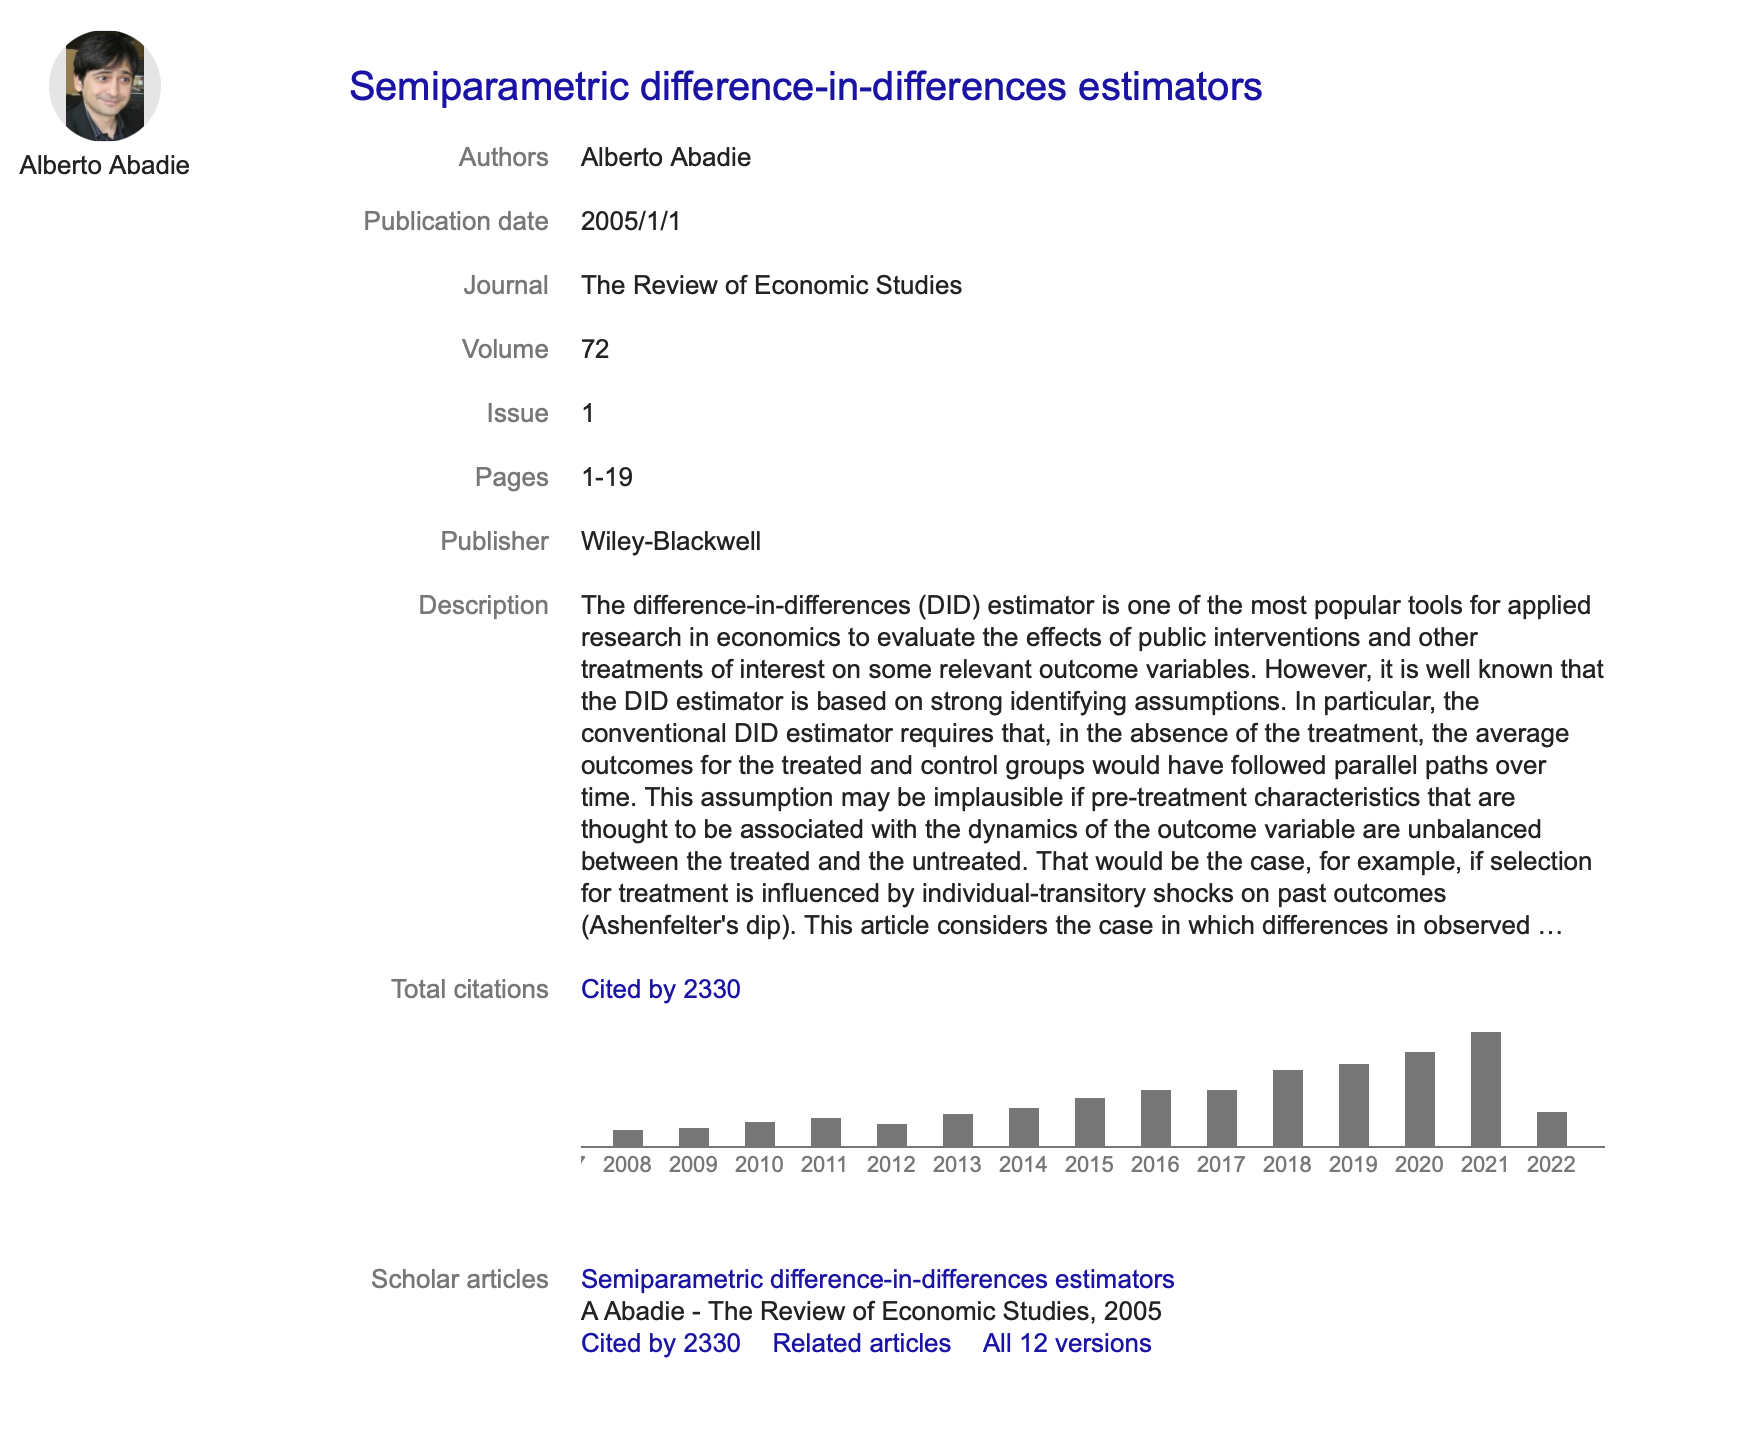 Alberto Abadie
Semiparametric difference-in-differences estimators
Authors Alberto Abadie
Publication date 2005/1/1
Journal The Review of Economic Studies
Volume 72
Issue 1
Pages 1-19
Publisher Wiley-Blackwell
Description The difference-in-differences (DID) estimator is one of the most popular tools for applied
research in economics to evaluate the effects of public interventions and other
treatments of interest on some relevant outcome variables. However, it is well known that
the DID estimator is based on strong identifying assumptions. In particular, the
conventional DID estimator requires that, in the absence of the treatment, the average
outcomes for the treated and control groups would have followed parallel paths over
time. This assumption may be implausible if pre-treatment characteristics that are
thought to be associated with the dynamics of the outcome variable are unbalanced
between the treated and the untreated. That would be the case, for example, if selection
for treatment is influenced by individual-transitory shocks on past outcomes
(Ashenfelter's dip). This article considers the case in which differences in observed …
Total citations Cited by 2330
2008 2009 2010 2011 2012 2013 2014 2015 2016 2017 2018 2019 2020 2021 2022
Scholar articles Semiparametric difference-in-differences estimators
A Abadie - The Review of Economic Studies, 2005
Cited by 2330 Related articles All 12 versions